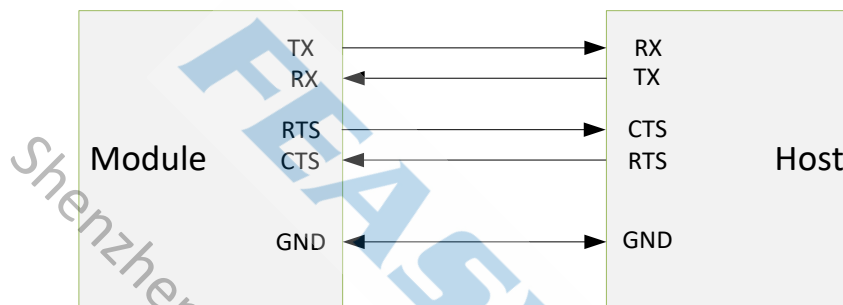 TX RX
RX TX
RTS CTS
Module CTS RTS Host
GND GND
Shenzhen
FEASY